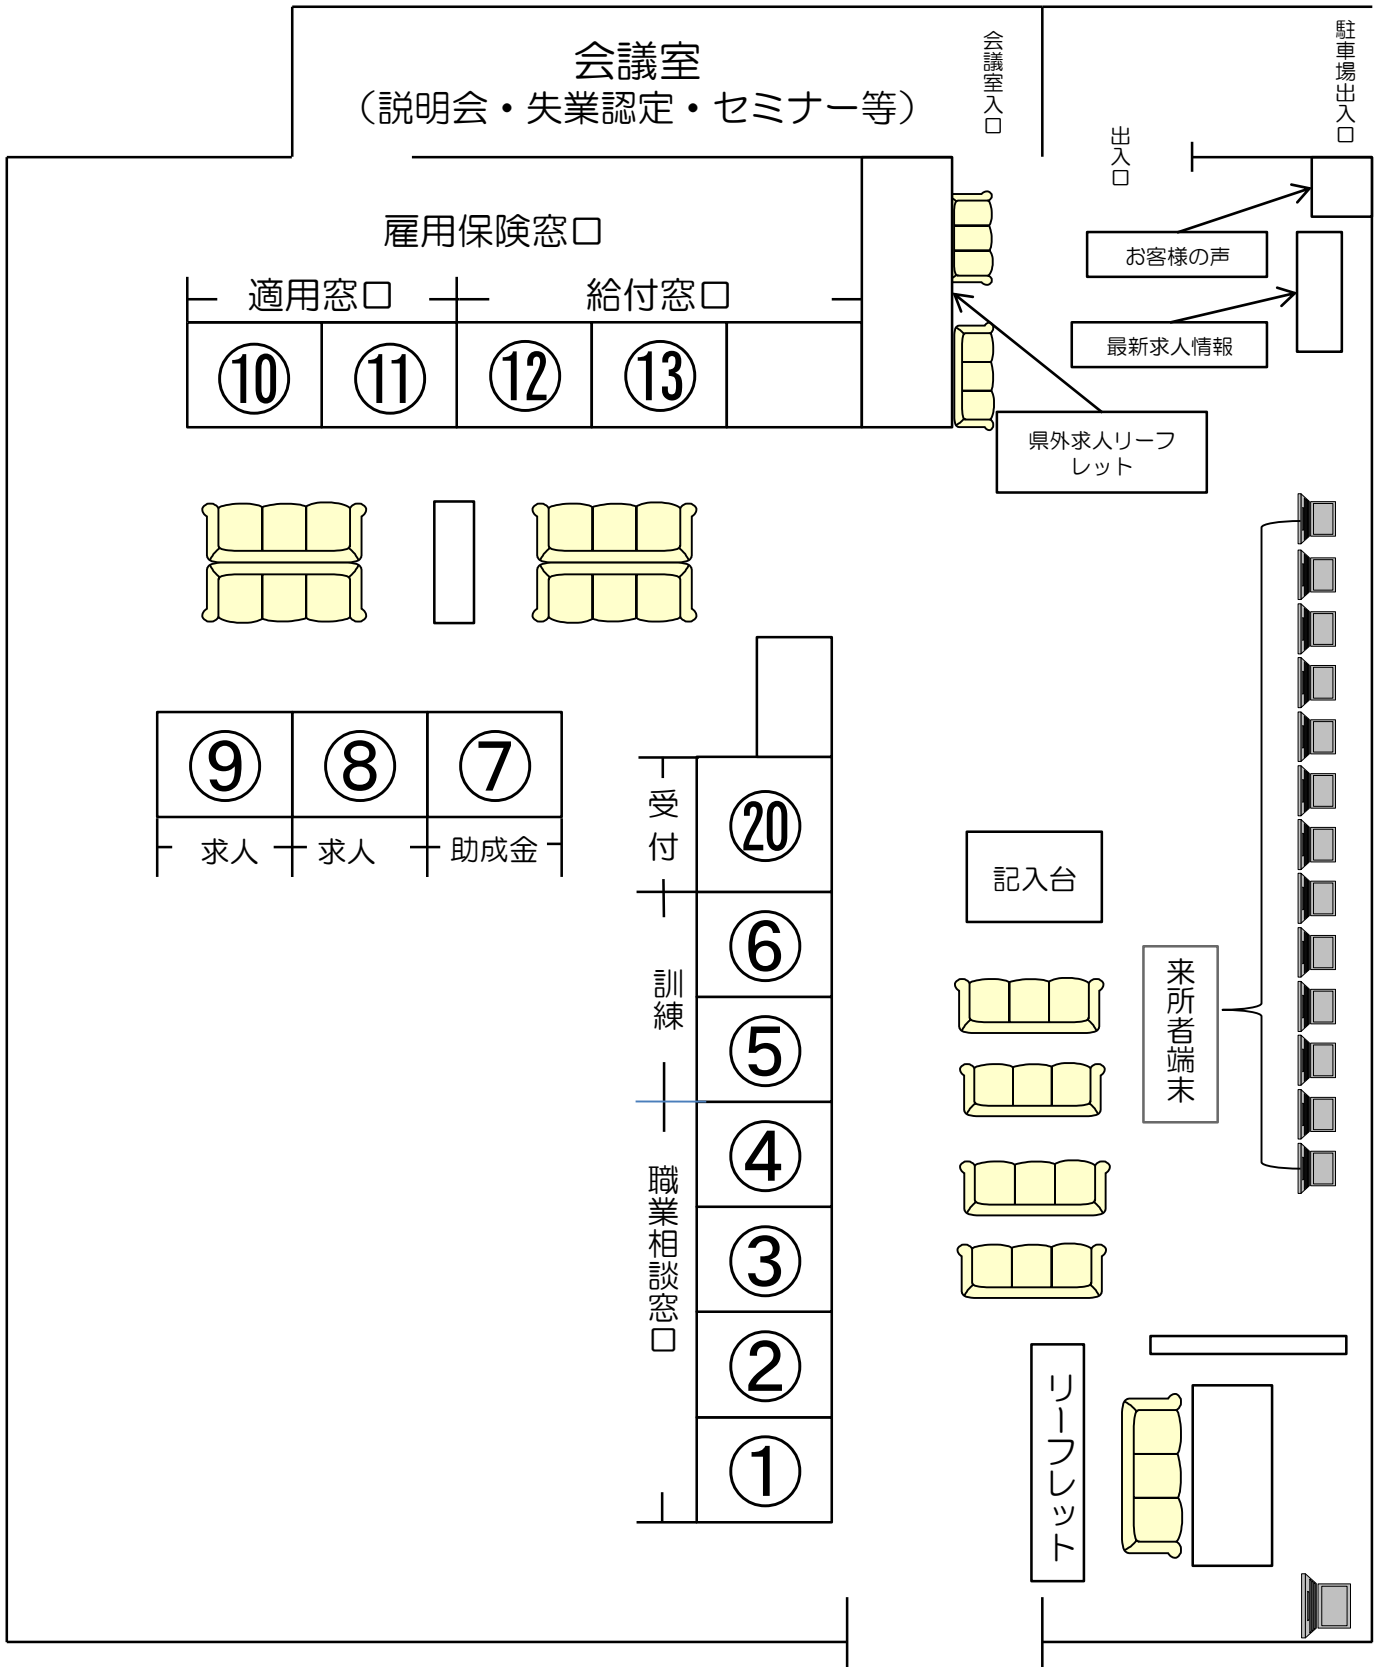 会議室
（説明会・失業認定・セミナー等）
会議室入口
駐車場出入口
出入口
雇用保険窓口
適用窓口
給付窓口
お客様の声
最新求人情報
県外求人リーフ
レット
⑩
⑪
⑫
⑬
⑨
⑧
⑦
求人
求人
助成金
受付
⑳
訓練
⑥
⑤
職業相談窓口
④
③
②
①
記入台
来所者端末
リーフレット